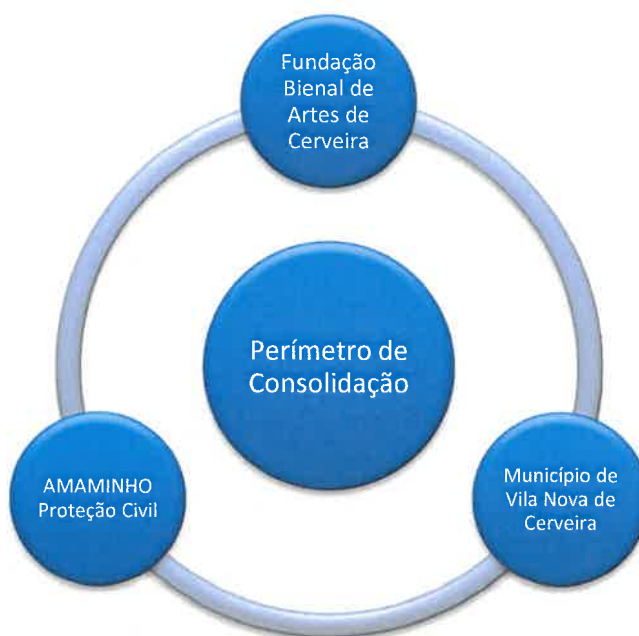 Fundação
Bienal de
Artes de
Cerveira
Perímetro de
Consolidação
AMAMINHO
Proteção Civil
Município de
Vila Nova de
Cerveira